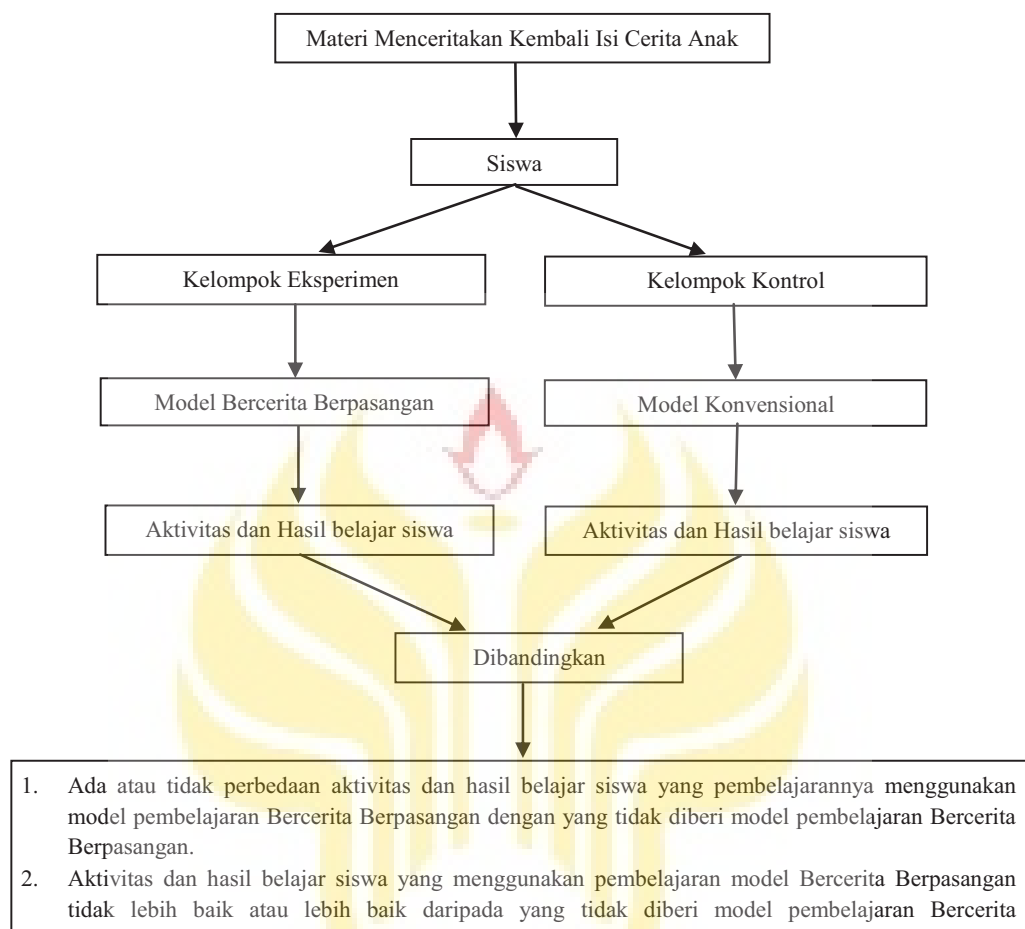 Materi Menceritakan Kembali Isi Cerita Anak
Siswa
Kelompok Eksperimen
Kelompok Kontrol
Model Bercerita Berpasangan
Model Konvensional
Aktivitas dan Hasil belajar siswa
Aktivitas dan Hasil belajar siswa
Dibandingkan
1. Ada atau tidak perbedaan aktivitas dan hasil belajar siswa yang pembelajarannya menggunakan
model pembelajaran Bercerita Berpasangan dengan yang tidak diberi model pembelajaran Bercerita
Berpasangan.
2. Aktivitas dan hasil belajar siswa yang menggunakan pembelajaran model Bercerita Berpasangan
tidak lebih baik atau lebih baik daripada yang tidak diberi model pembelajaran Bercerita